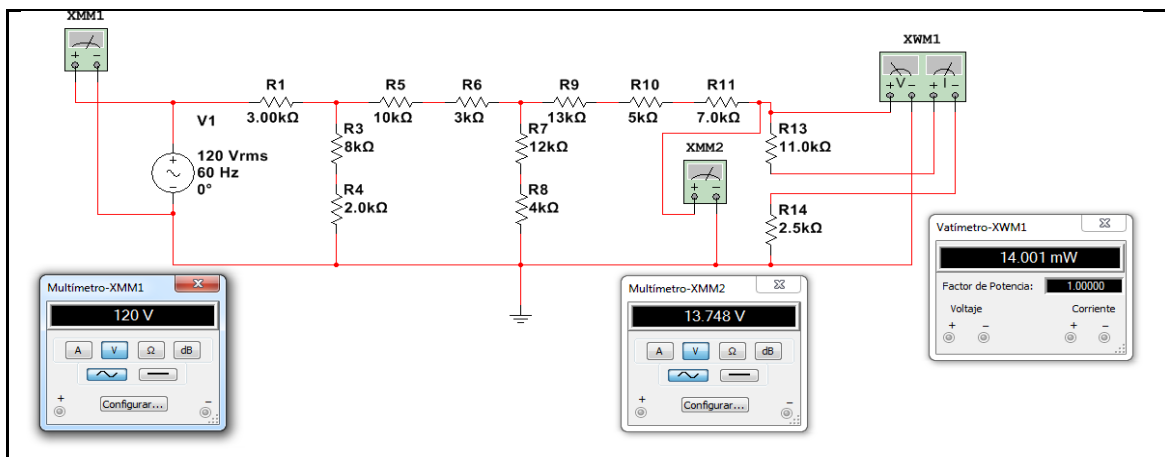 XMM1
XWM1
R1
R5
R6
R9
R10
R11
3.00kΩ
10kΩ
3kΩ
13kΩ
5kΩ
7.0kΩ
V1
120 Vrms
60 Hz
0°
R3
8kΩ
R4
2.0kΩ
R7
12kΩ
R8
4kΩ
XMM2
R13
11.0kΩ
R14
2.5kΩ
V
I
Multímetro-XMM1
120 V
A V Ω dB
Configurar...
Multímetro-XMM2
13.748 V
A V Ω dB
Configurar...
Vatímetro-XWM1
14.001 mW
Factor de Potencia: 1.00000
Voltaje Corriente